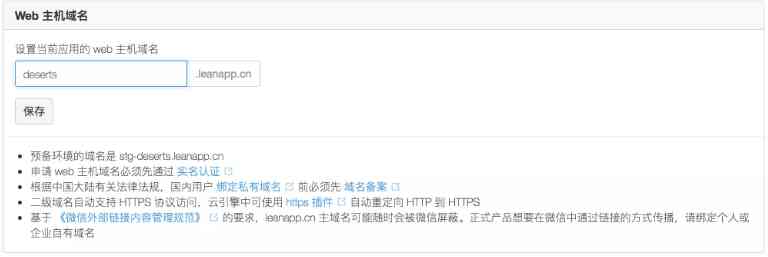 Web 主机域名
设置当前应用的 web 主机域名
deserts .leanapp.cn
保存
预备环境的域名是 stg-deserts.leanapp.cn
申请 web 主机域名必须先通过 实名认证
根据中国大陆有关法律法规，国内用户 绑定私有域名 前必须先 域名备案
二级域名自动支持 HTTPS 协议访问，云引擎中可使用 https 插件 自动重定向 HTTP 到 HTTPS
基于 《微信外部链接内容管理规范》 的要求，leanapp.cn 主域名可能随时会被微信屏蔽。正式产品想要在微信中通过链接的方式传播，请绑定个人或
企业自有域名